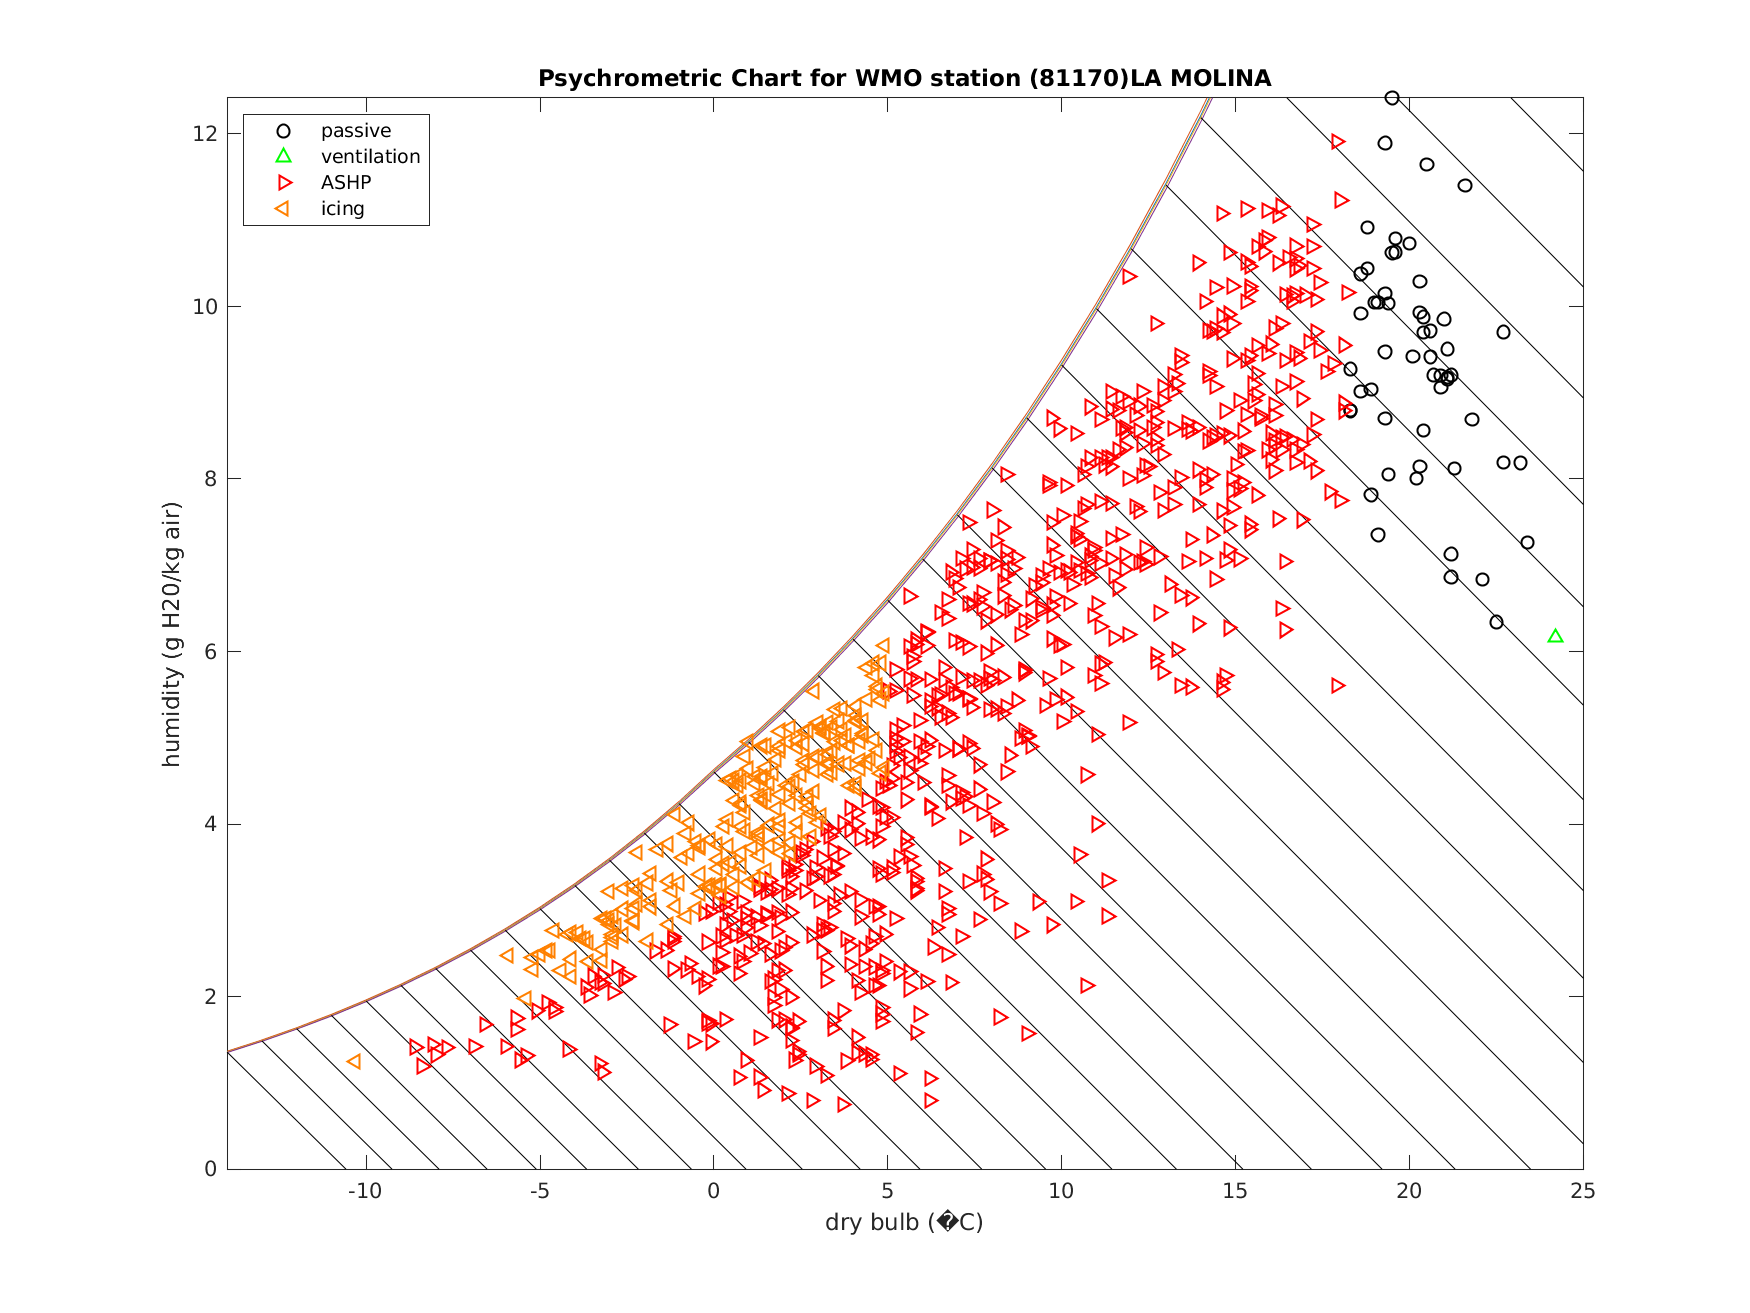 Psychrometric Chart for WMO station (81170)LA MOLINA
passive
ventilation
ASHP
icing
12
10
8
6
4
2
0
humidity (g H20/kg air)
-10 -5 0 5 10 15 20 25
dry bulb (�C)